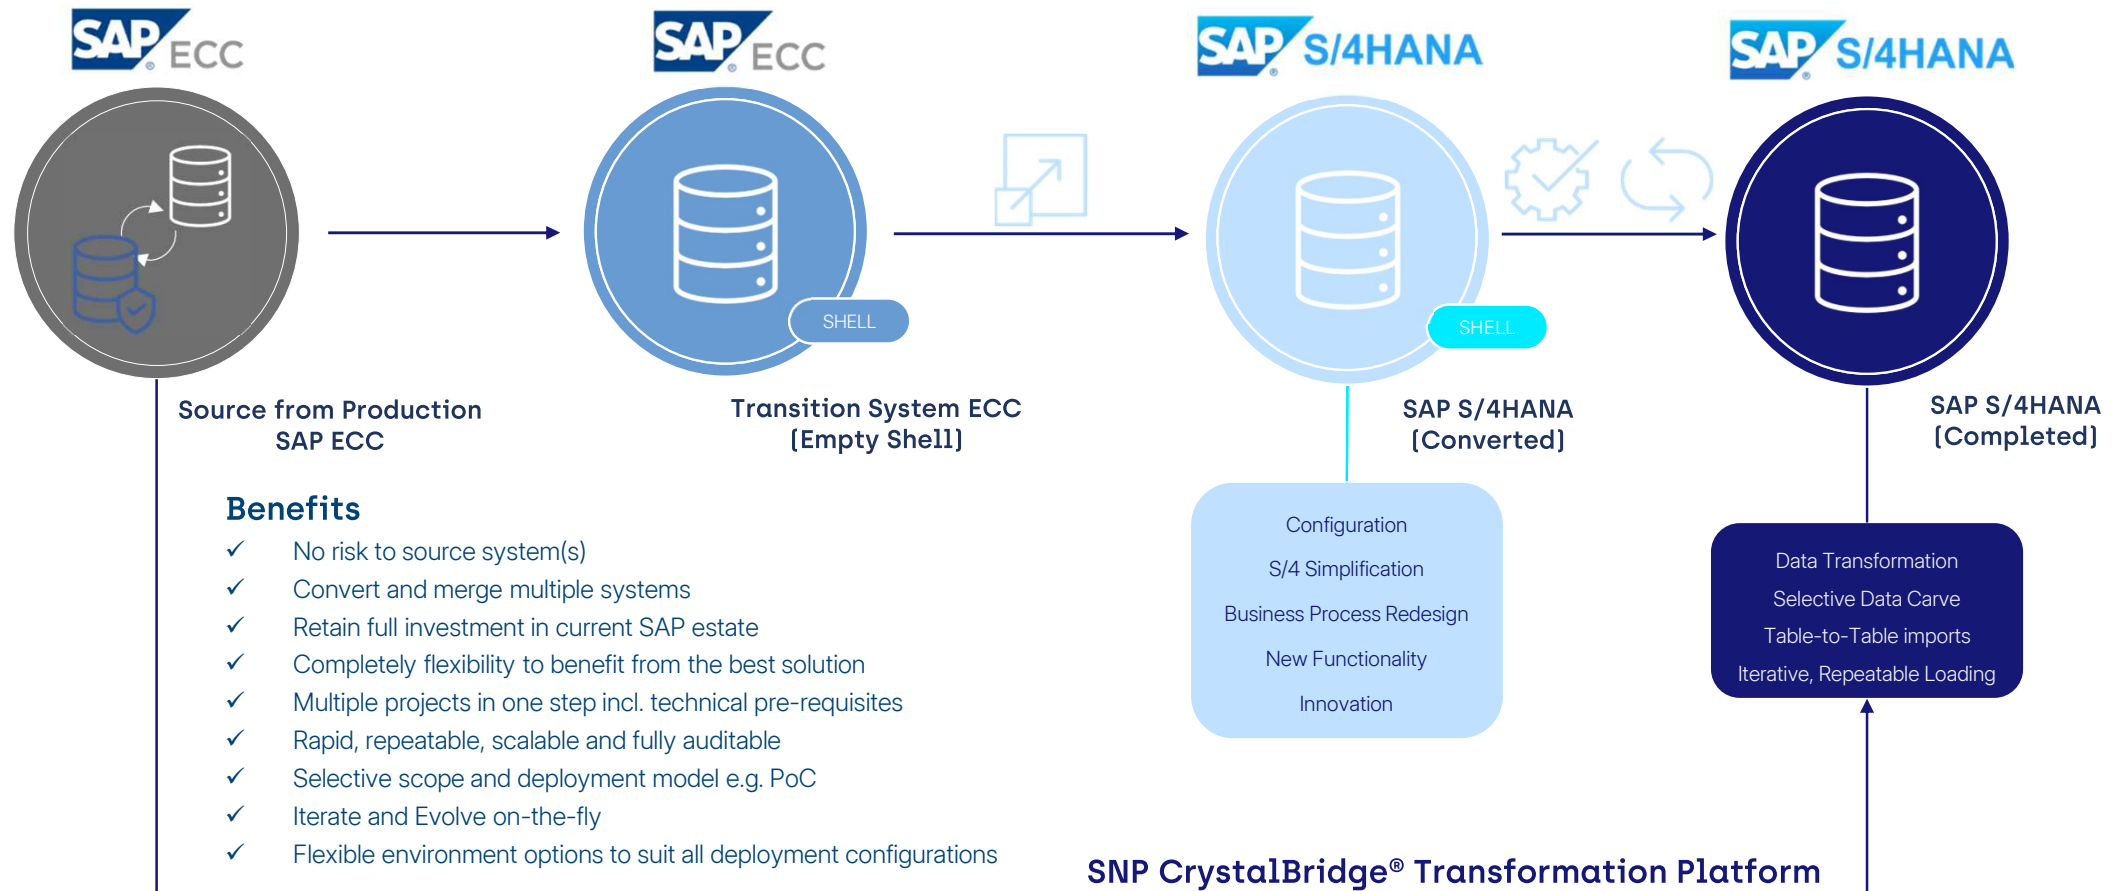 SAP® ECC
SAP® ECC
SAP® S/4HANA
SAP® S/4HANA
SHELL
SHELL
Source from Production
SAP ECC
Transition System ECC
(Empty Shell)
SAP S/4HANA
(Converted)
SAP S/4HANA
(Completed)
Benefits
✓ No risk to source system(s)
✓ Convert and merge multiple systems
✓ Retain full investment in current SAP estate
✓ Completely flexibility to benefit from the best solution
✓ Multiple projects in one step incl. technical pre-requisites
✓ Rapid, repeatable, scalable and fully auditable
✓ Selective scope and deployment model e.g. PoC
✓ Iterate and Evolve on-the-fly
✓ Flexible environment options to suit all deployment configurations
Configuration
S/4 Simplification
Business Process Redesign
New Functionality
Innovation
Data Transformation
Selective Data Carve
Table-to-Table imports
Iterative, Repeatable Loading
SNP CrystalBridge® Transformation Platform